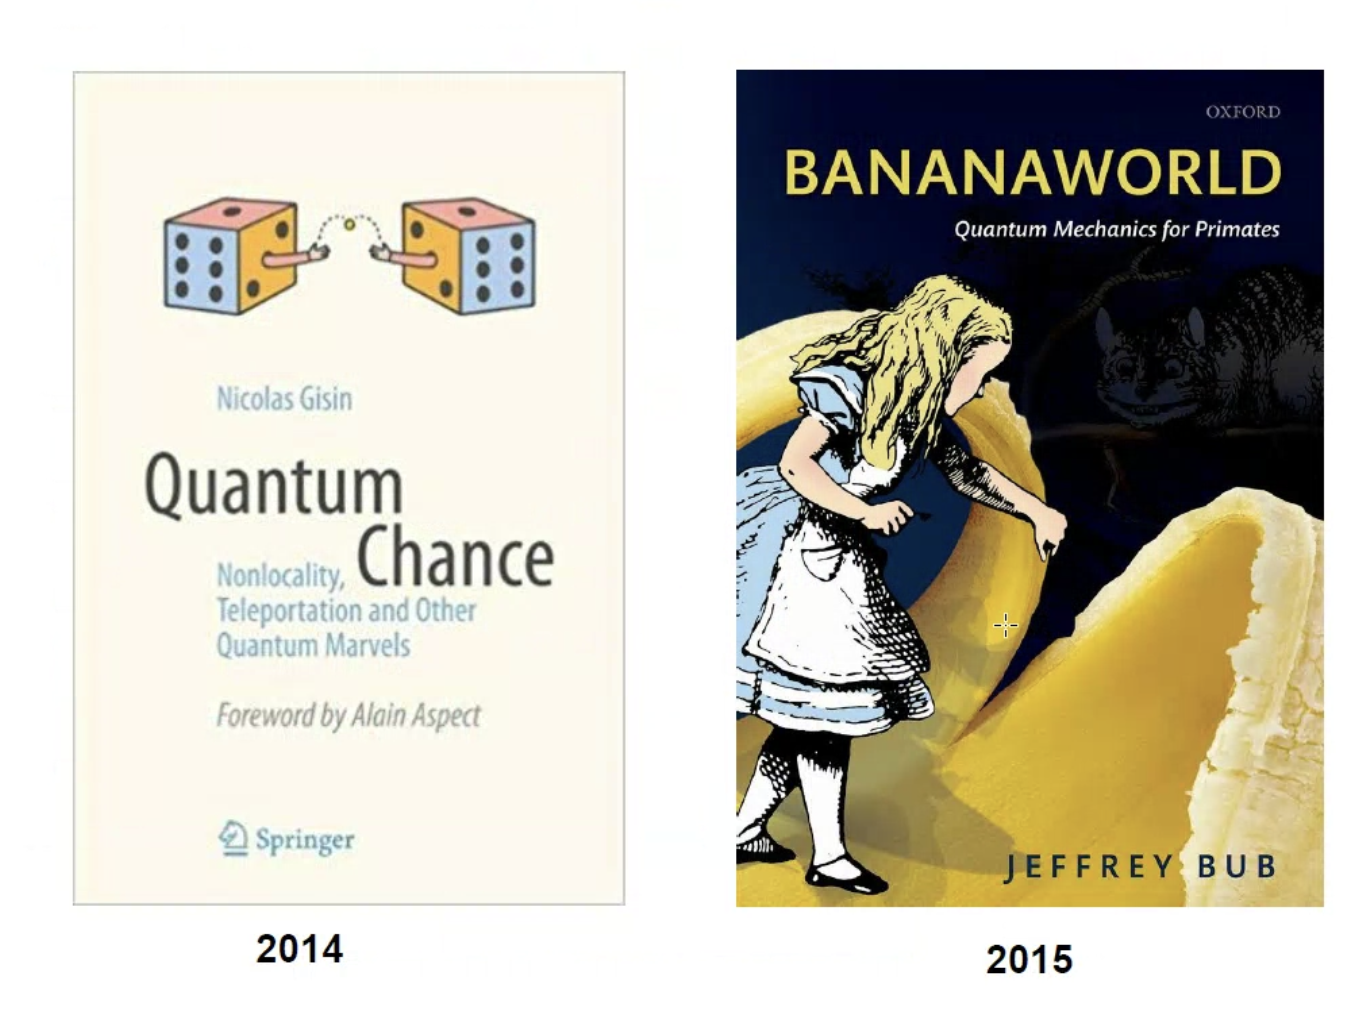 Nicolas Gisin
Quantum
Chance
Nonlocality,
Teleportation and Other
Quantum Marvels
Foreword by Alain Aspect
Springer
2014
OXFORD
BANANAWORLD
Quantum Mechanics for Primates
JEFFREY BUB
2015